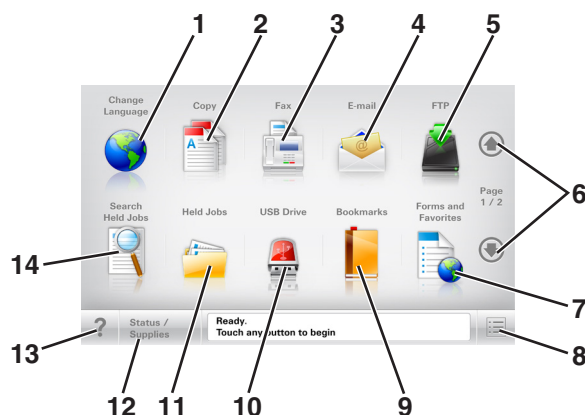 1 2 3 4 5
Change
Language
Copy
Fax
E-mail
FTP
A
@
6
Page
1 / 2
Search
Held Jobs
Held Jobs
USB Drive
Bookmarks
Forms and
Favorites
14
7
?
Status /
Supplies
Ready.
Touch any button to begin
13 12 11 10 9 8